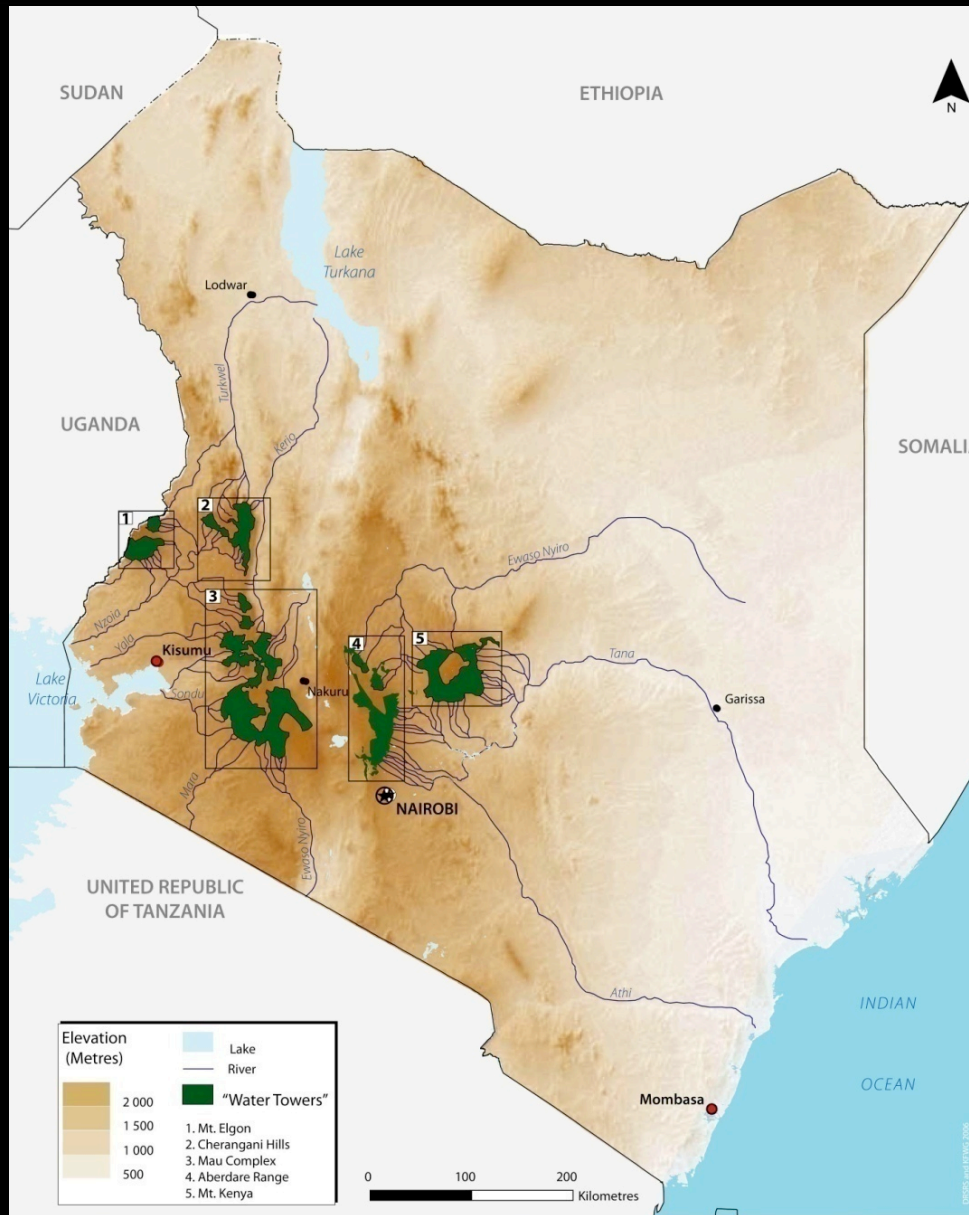 SUDAN
ETHIOPIA
N
Lake
Turkana
Lodwar
Turkwel
Kerio
UGANDA
SOMALI
1
2
Ewaso Nyiro
3
Nzoia
Yala
Kisumu
4
5
Tana
Lake
Victoria
Sondu
Nakuru
Garissa
Mara
NAIROBI
Ewaso Nyiro
UNITED REPUBLIC
OF TANZANIA
Athi
INDIAN
OCEAN
Mombasa
Elevation
(Metres)
2 000
1 500
1 000
500
Lake
River
"Water Towers"
1. Mt. Elgon
2. Cherangani Hills
3. Mau Complex
4. Aberdare Range
5. Mt. Kenya
0 100 200
Kilometres